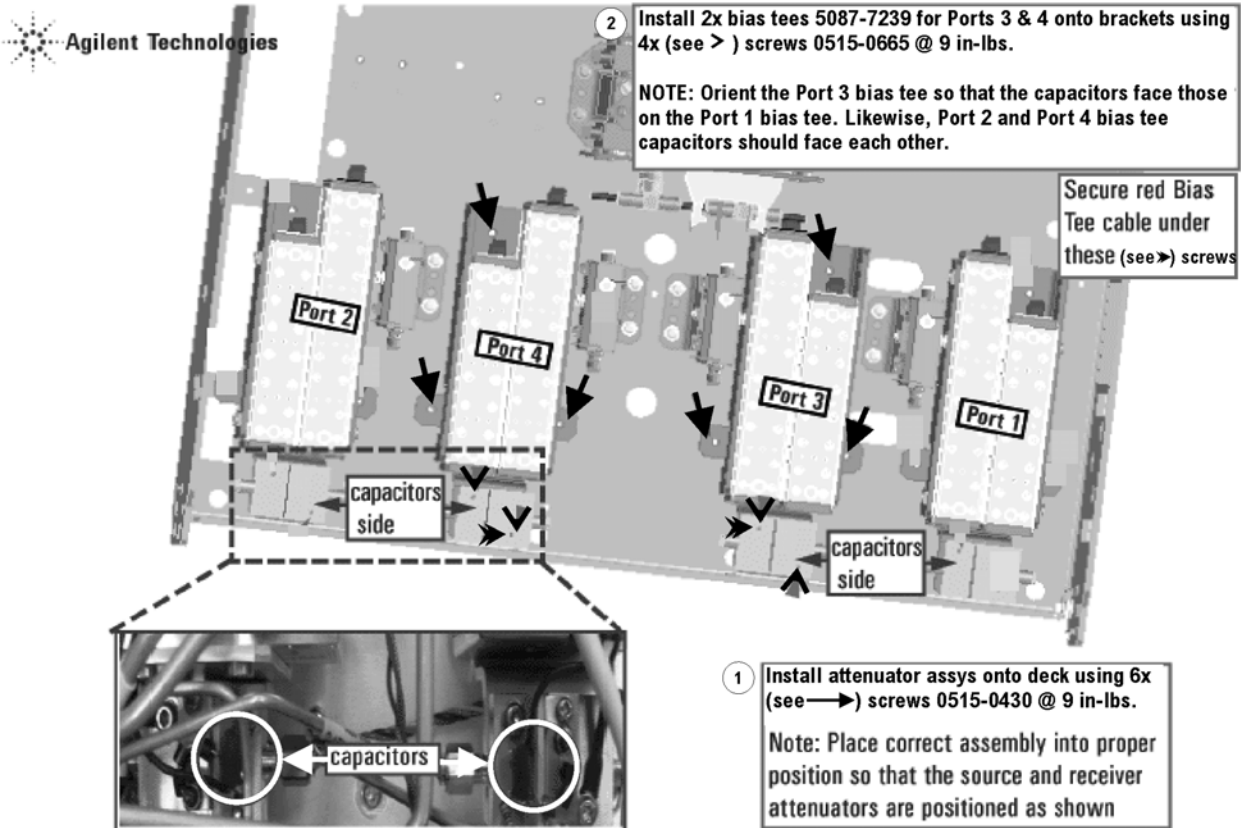 Agilent Technologies
2
Install 2x bias tees 5087-7239 for Ports 3 & 4 onto brackets using
4x (see > ) screws 0515-0665 @ 9 in-lbs.
NOTE: Orient the Port 3 bias tee so that the capacitors face those
on the Port 1 bias tee. Likewise, Port 2 and Port 4 bias tee
capacitors should face each other.
Secure red Bias
Tee cable under
these (see➤) screws
Port 2
Port 4
Port 3
Port 1
capacitors
side
capacitors
side
capacitors
1
Install attenuator assys onto deck using 6x
(see→) screws 0515-0430 @ 9 in-lbs.
Note: Place correct assembly into proper
position so that the source and receiver
attenuators are positioned as shown